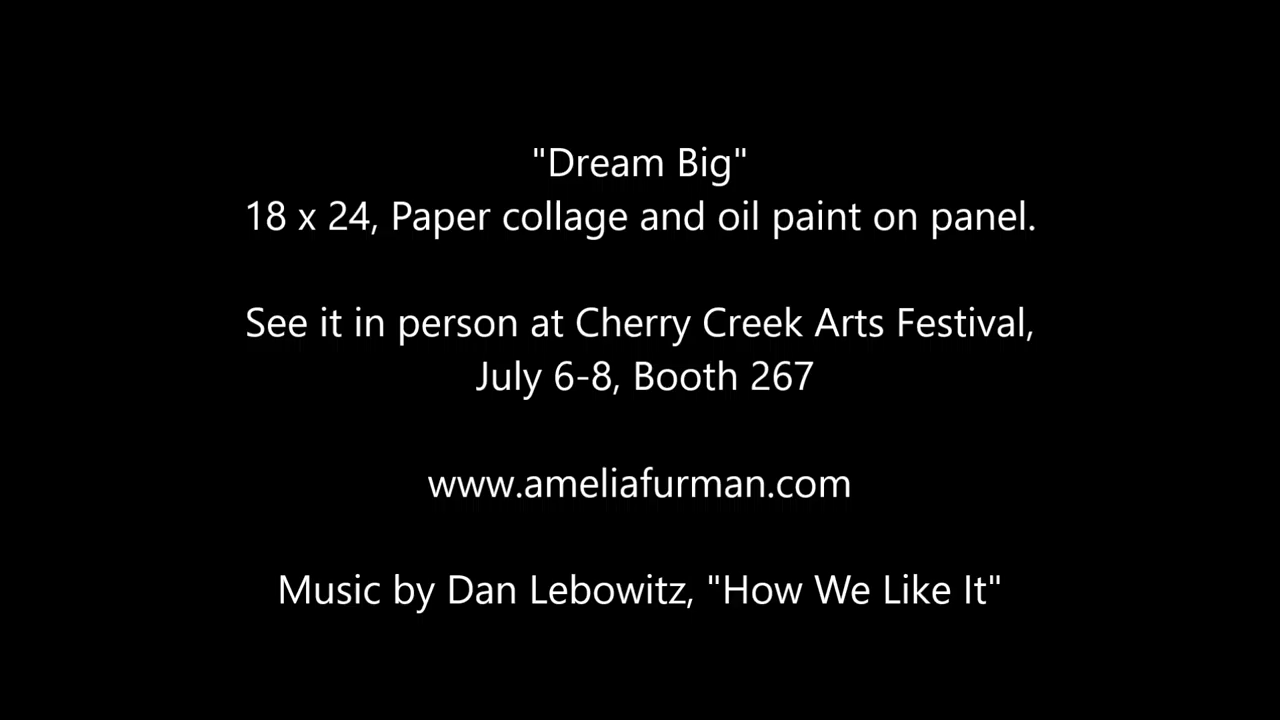 "Dream Big"
18 x 24, Paper collage and oil paint on panel.
See it in person at Cherry Creek Arts Festival,
July 6-8, Booth 267
www.ameliafurman.com
Music by Dan Lebowitz, "How We Like It"